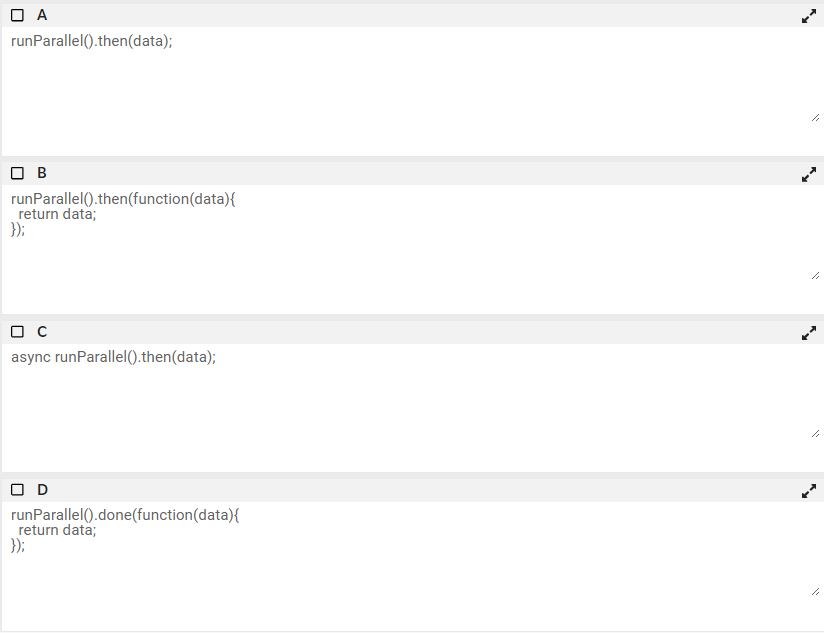 A
runParallel().then(data);
B
runParallel().then(function(data){
  return data;
});
C
async runParallel().then(data);
D
runParallel().done(function(data){
  return data;
});